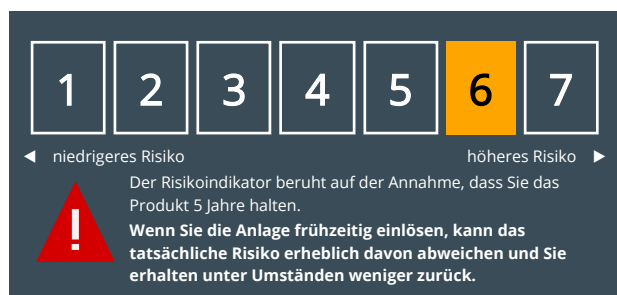 1 2 3 4 5 6 7
niedrigeres Risiko höheres Risiko
Der Risikoindikator beruht auf der Annahme, dass Sie das
Produkt 5 Jahre halten.
Wenn Sie die Anlage frühzeitig einlösen, kann das
tatsächliche Risiko erheblich davon abweichen und Sie
erhalten unter Umständen weniger zurück.